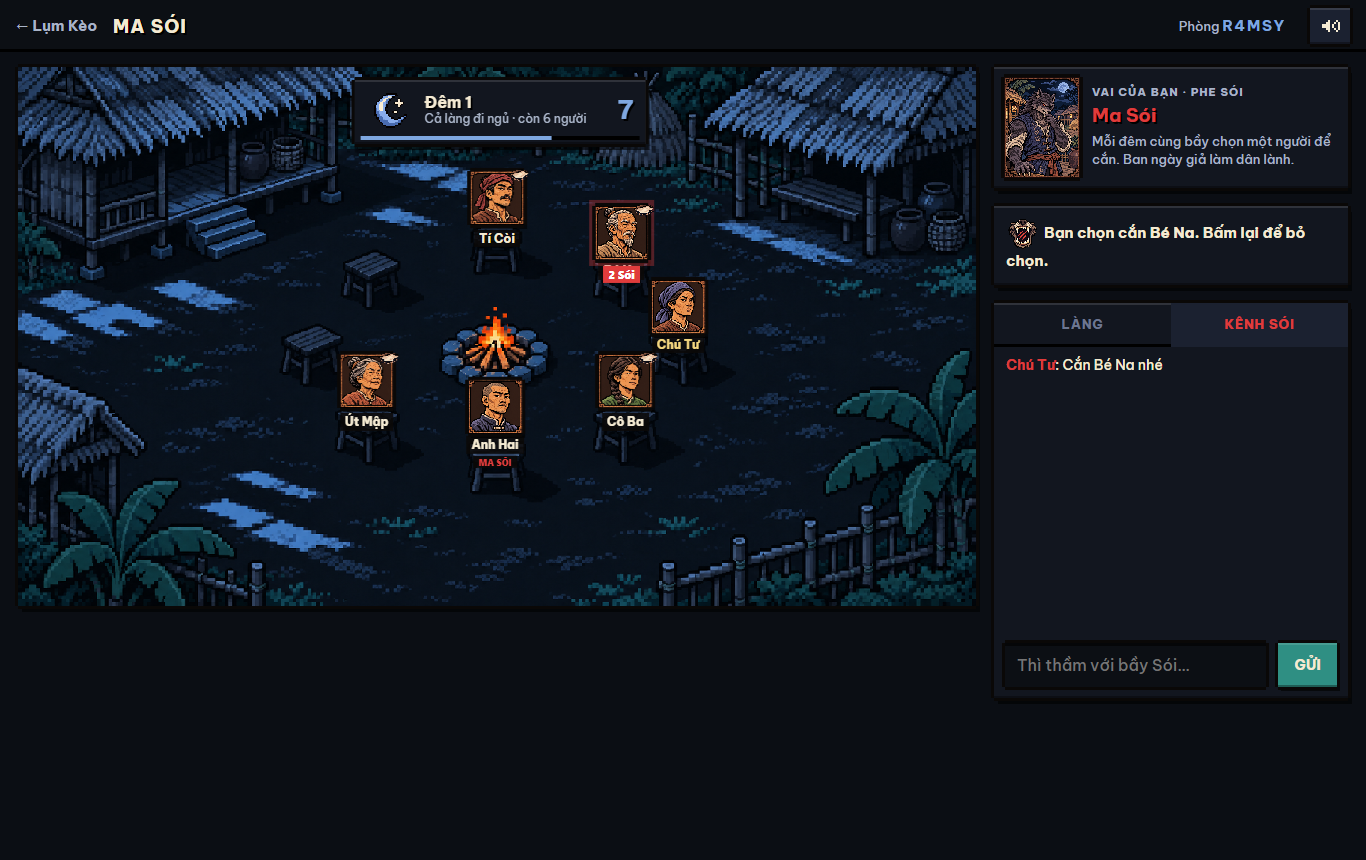 ← Lụm Kèo
MA SÓI
Phòng R4MSY
Đêm 1
Cả làng đi ngủ · còn 6 người
7
Tí Còi
2 Sói
Chú Tư
Út Mập
Cô Ba
Anh Hai
MA SÓI
VAI CỦA BẠN · PHE SÓI
Ma Sói
Mỗi đêm cùng bầy chọn một người để
cắn. Ban ngày giả làm dân lành.
Bạn chọn cắn Bé Na. Bấm lại để bỏ
chọn.
LÀNG
KÊNH SÓI
Chú Tư: Cắn Bé Na nhé
Thì thầm với bầy Sói...
GỬI